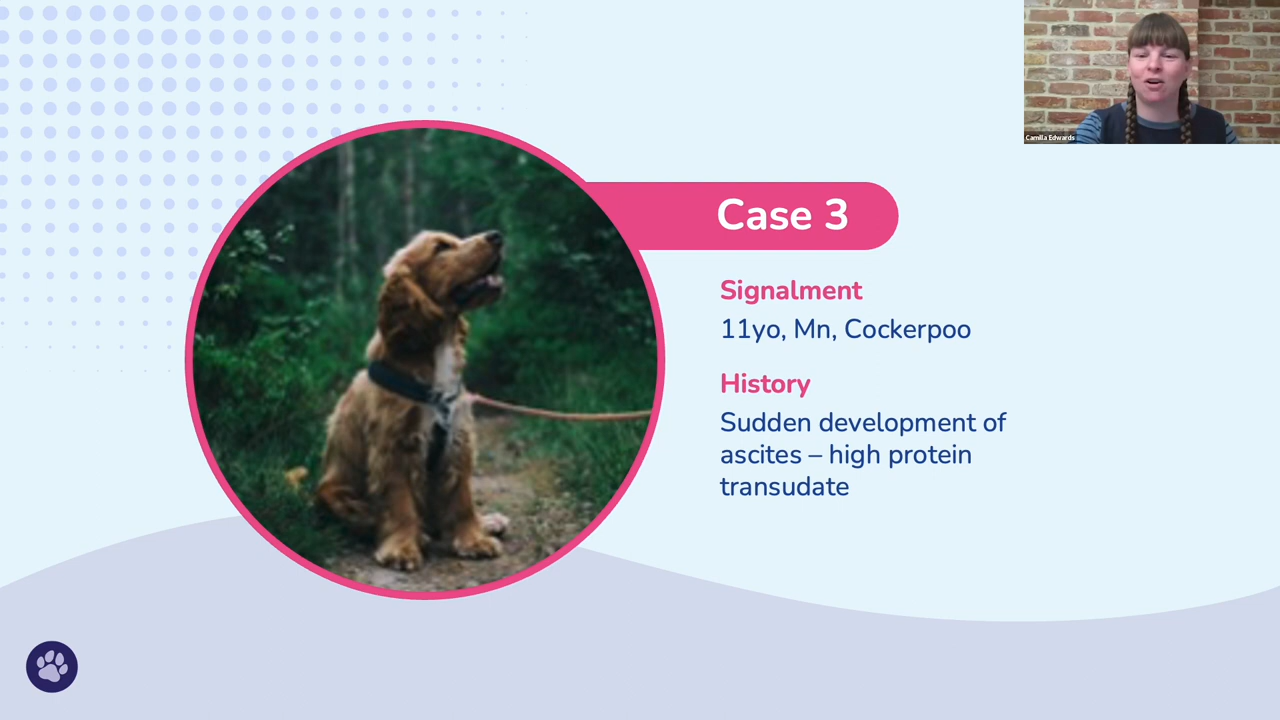 Camilla Edwards
Case 3
Signalment
11yo, Mn, Cockerpoo
History
Sudden development of
ascites – high protein
transudate